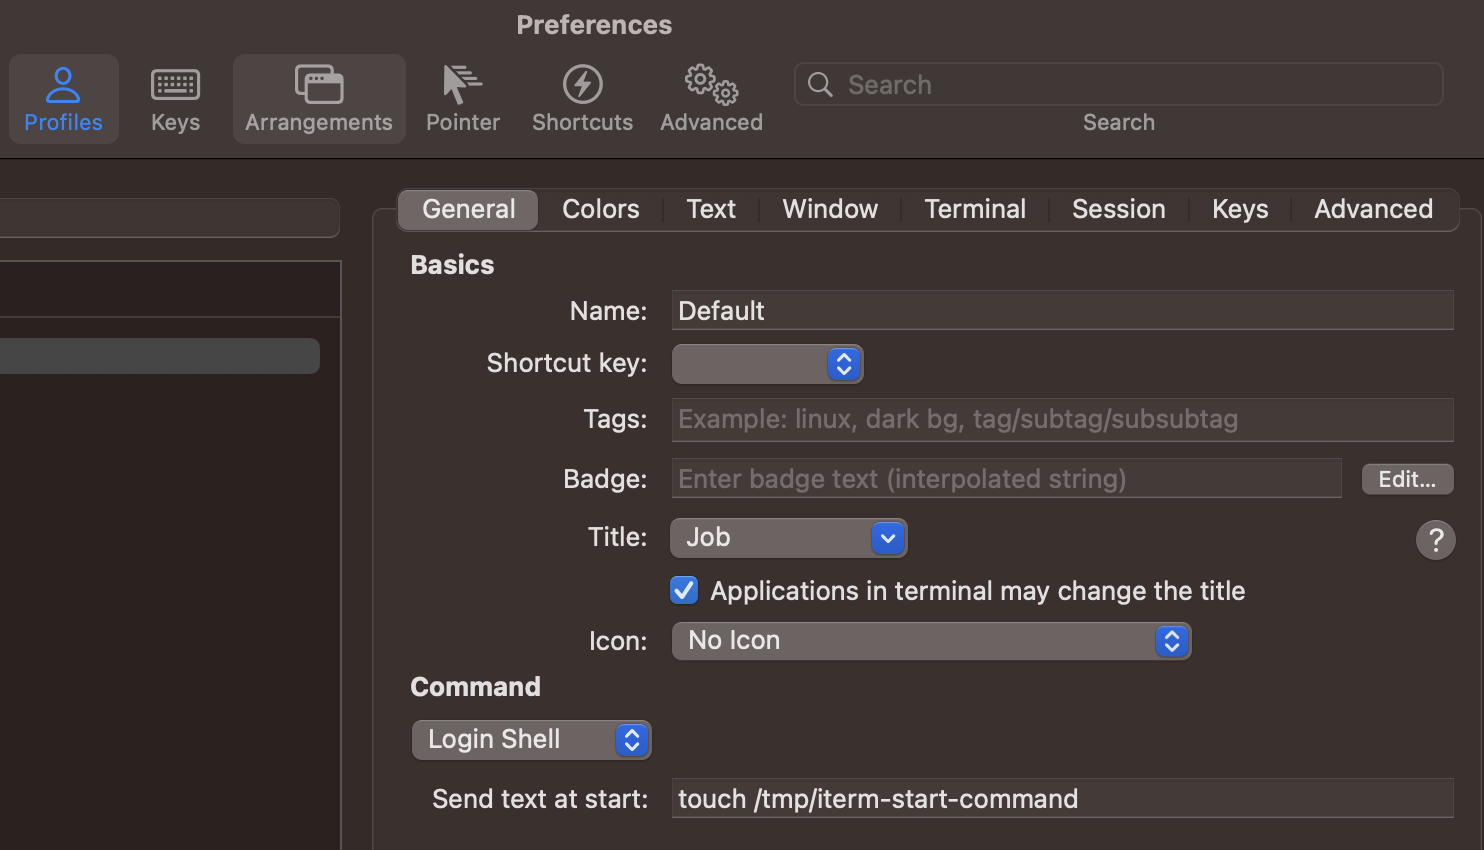 Preferences
Profiles
Keys
Arrangements
Pointer
Shortcuts
Advanced
Search
Search
General
Colors
Text
Window
Terminal
Session
Keys
Advanced
Basics
Name: Default
Shortcut key:
Tags: Example: linux, dark bg, tag/subtag/subsubtag
Badge: Enter badge text (interpolated string) Edit...
Title: Job ?
Applications in terminal may change the title
Icon: No Icon
Command
Login Shell
Send text at start: touch /tmp/iterm-start-command